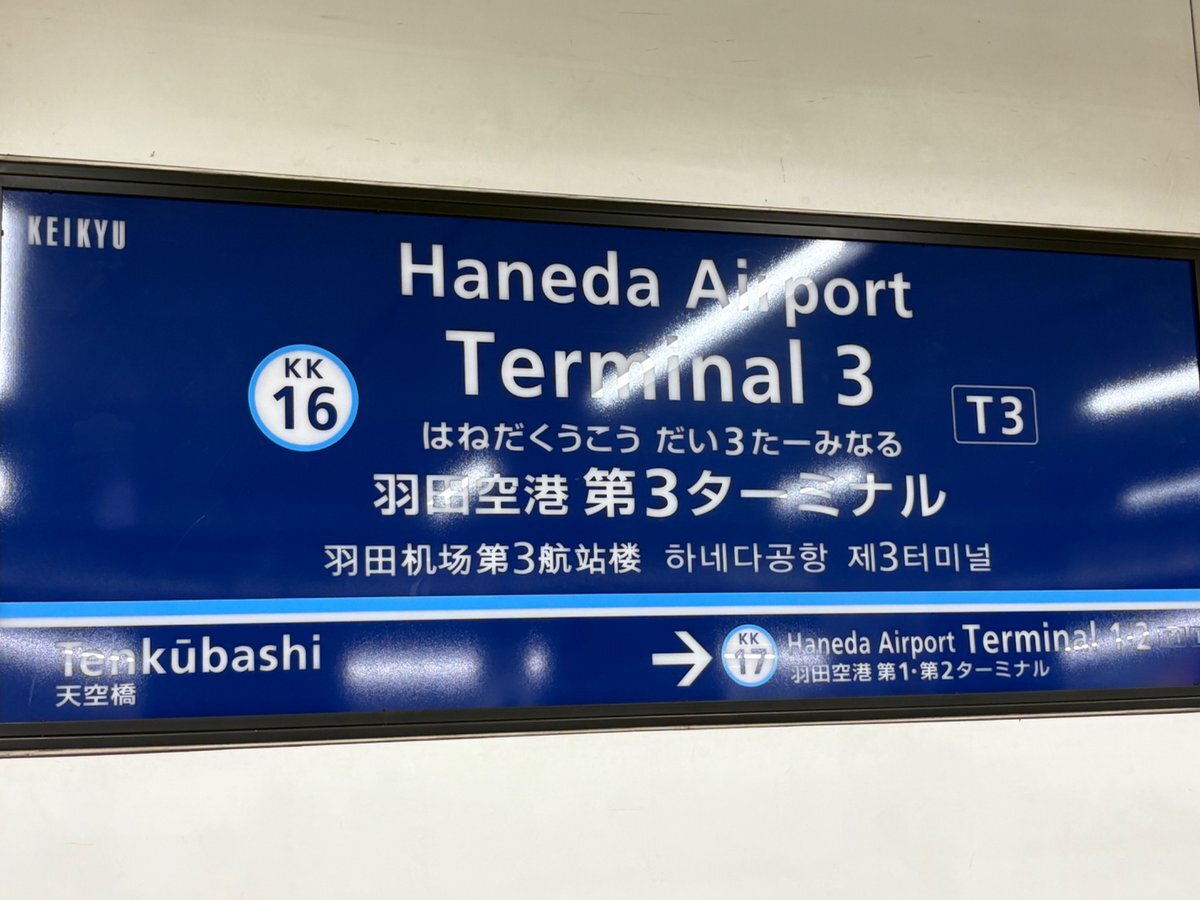 KEIKYU
Haneda Airport
Terminal 3
KK
16
T3
はねだくうこう だい3たーみなる
羽田空港 第3ターミナル
羽田机场第3航站楼 하네다공항 제3터미널
Tenkūbashi
天空橋
→ KK
17
Haneda Airport Terminal 1·2
羽田空港 第1・第2ターミナル